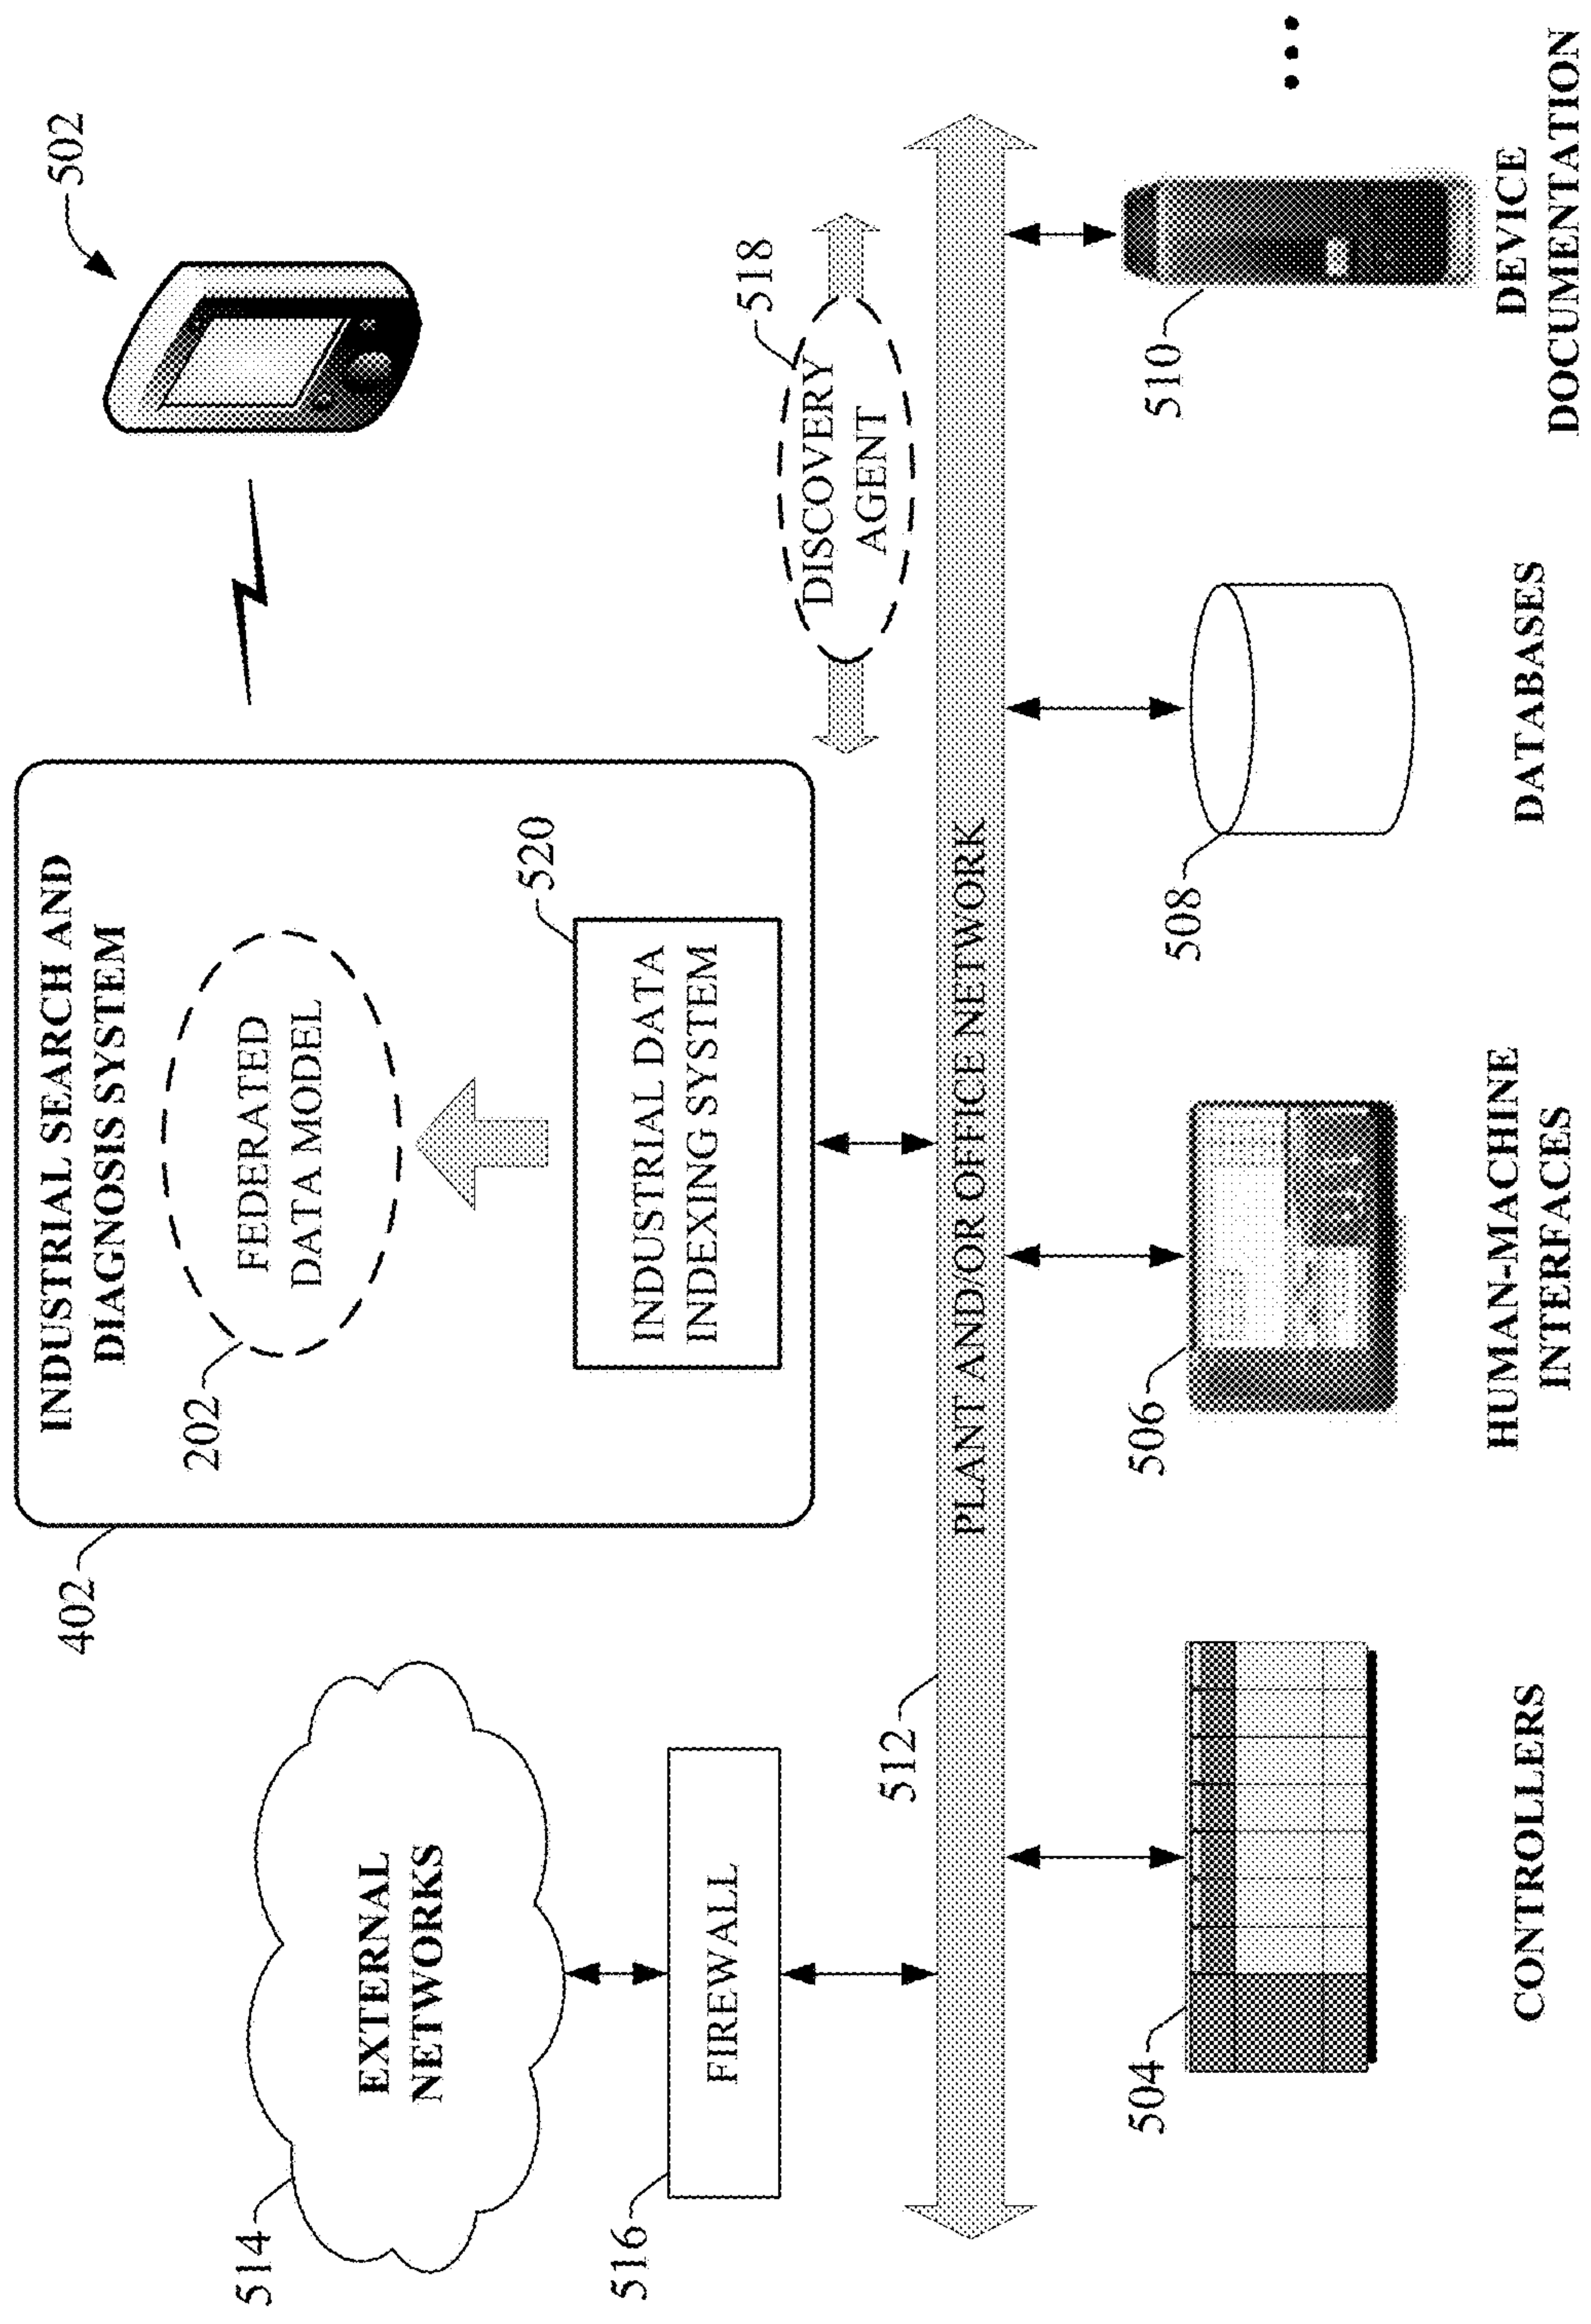 502
402
INDUSTRIAL SEARCH AND
DIAGNOSIS SYSTEM
202
FEDERATED
DATA MODEL
520
INDUSTRIAL DATA
INDEXING SYSTEM
514
EXTERNAL
NETWORKS
516
FIREWALL
518
DISCOVERY
AGENT
512
PLANT AND/OR OFFICE NETWORK
504
CONTROLLERS
506
HUMAN-MACHINE
INTERFACES
508
DATABASES
510
DEVICE
DOCUMENTATION
•••